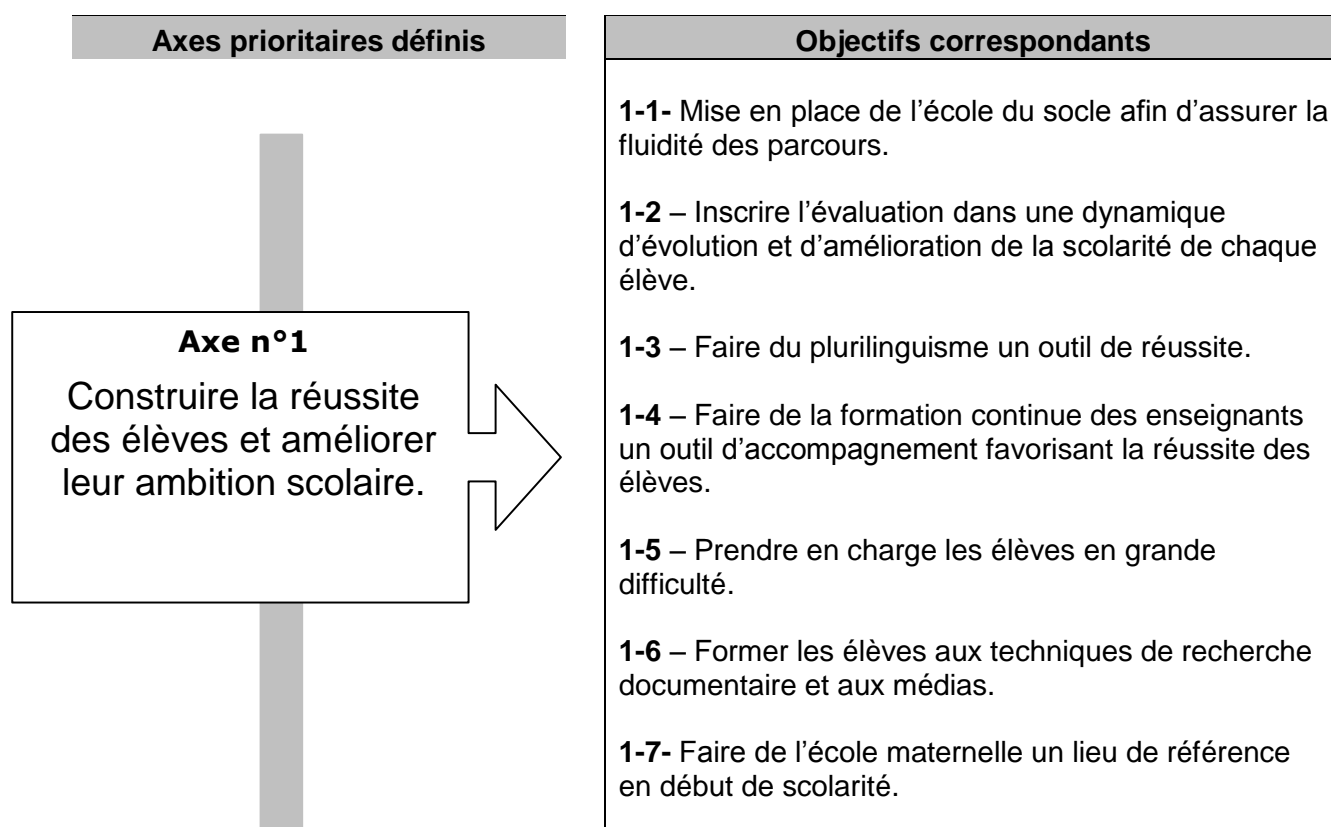 Axes prioritaires définis
Objectifs correspondants
Axe n°1
Construire la réussite
des élèves et améliorer
leur ambition scolaire.
1-1- Mise en place de l’école du socle afin d’assurer la
fluidité des parcours.
1-2 – Inscrire l’évaluation dans une dynamique
d’évolution et d’amélioration de la scolarité de chaque
élève.
1-3 – Faire du plurilinguisme un outil de réussite.
1-4 – Faire de la formation continue des enseignants
un outil d’accompagnement favorisant la réussite des
élèves.
1-5 – Prendre en charge les élèves en grande
difficulté.
1-6 – Former les élèves aux techniques de recherche
documentaire et aux médias.
1-7- Faire de l’école maternelle un lieu de référence
en début de scolarité.